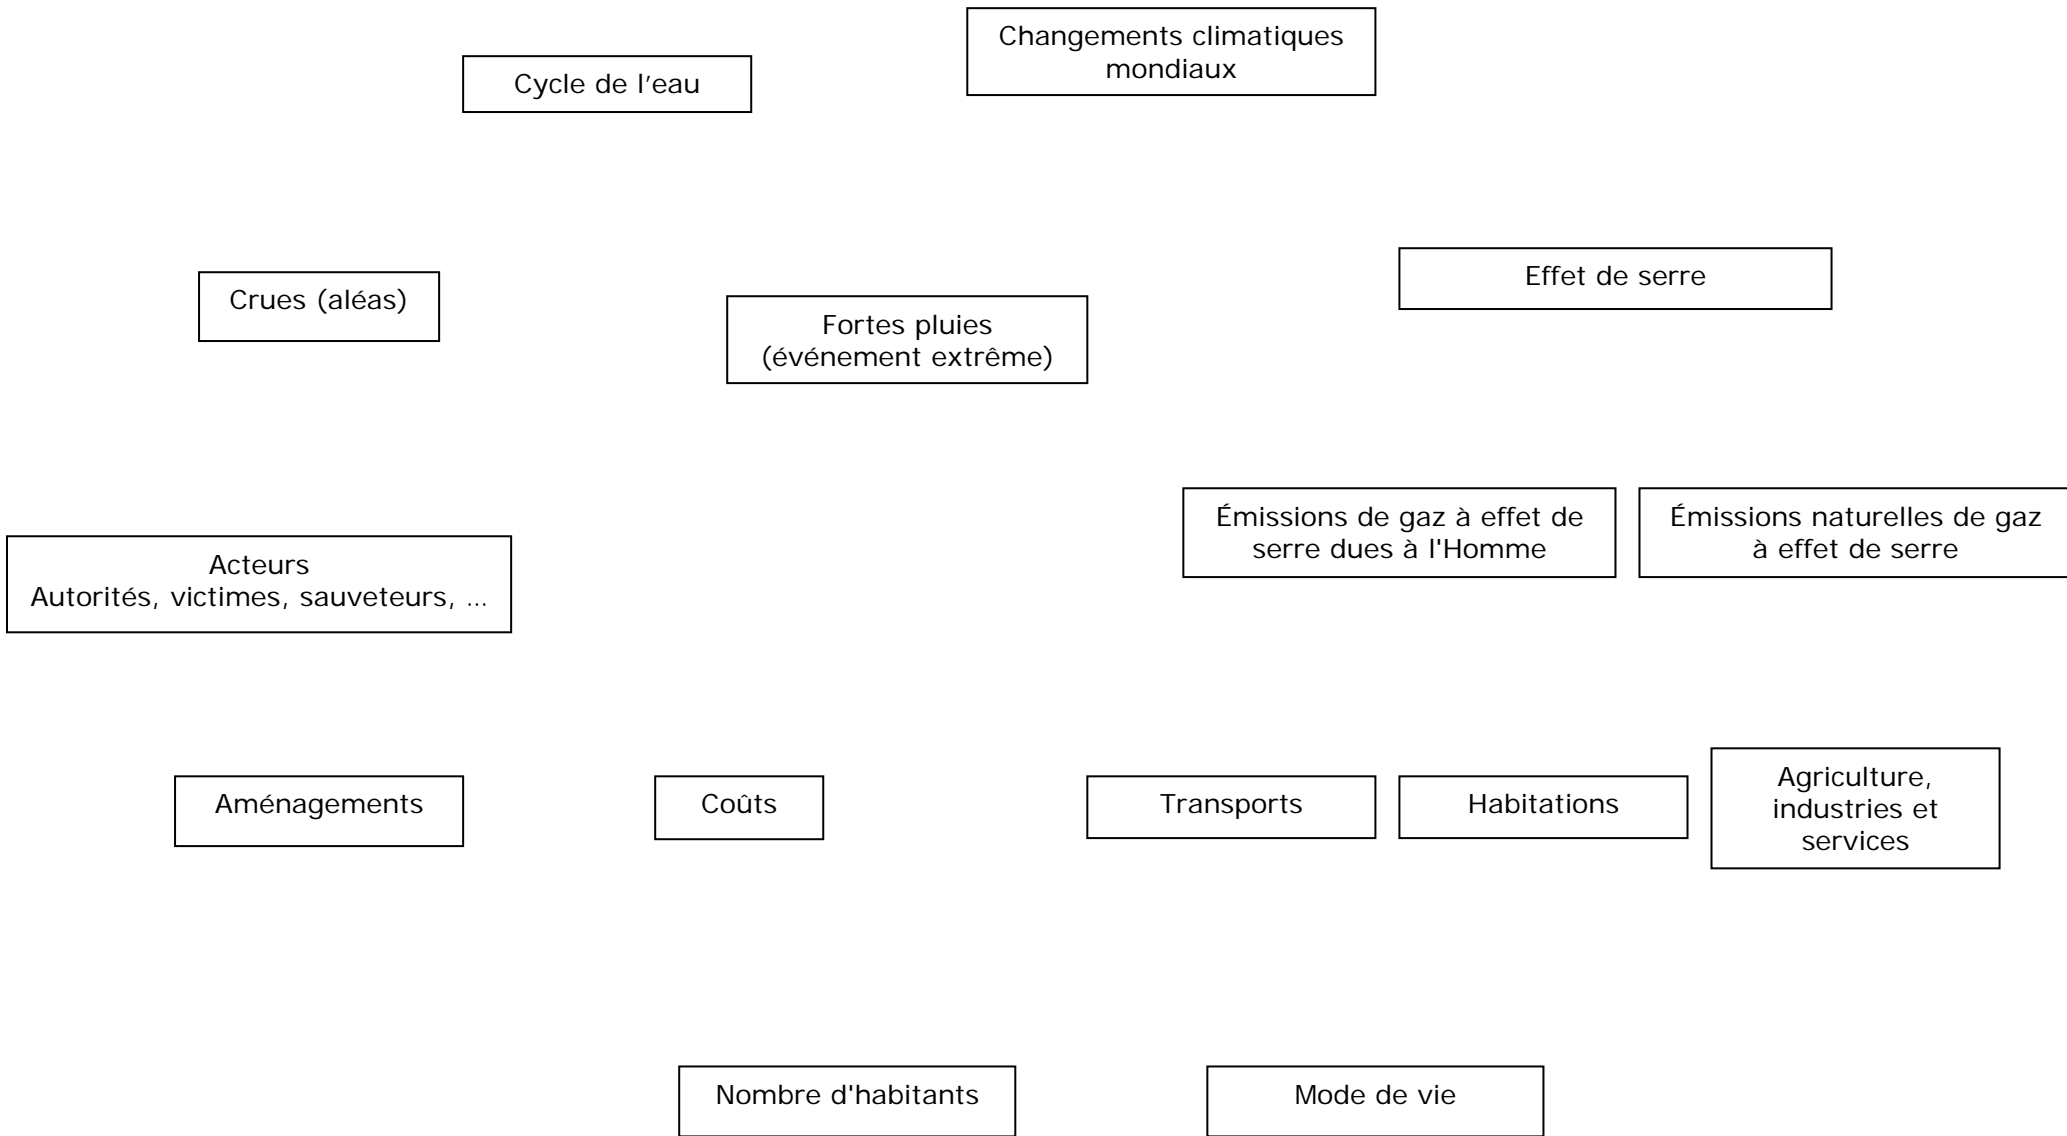 Changements climatiques
mondiaux
Cycle de l’eau
Effet de serre
Crues (aléas)
Fortes pluies
(événement extrême)
Émissions de gaz à effet de
serre dues à l'Homme
Émissions naturelles de gaz
à effet de serre
Acteurs
Autorités, victimes, sauveteurs, ...
Aménagements
Coûts
Transports
Habitations
Agriculture,
industries et
services
Nombre d'habitants
Mode de vie